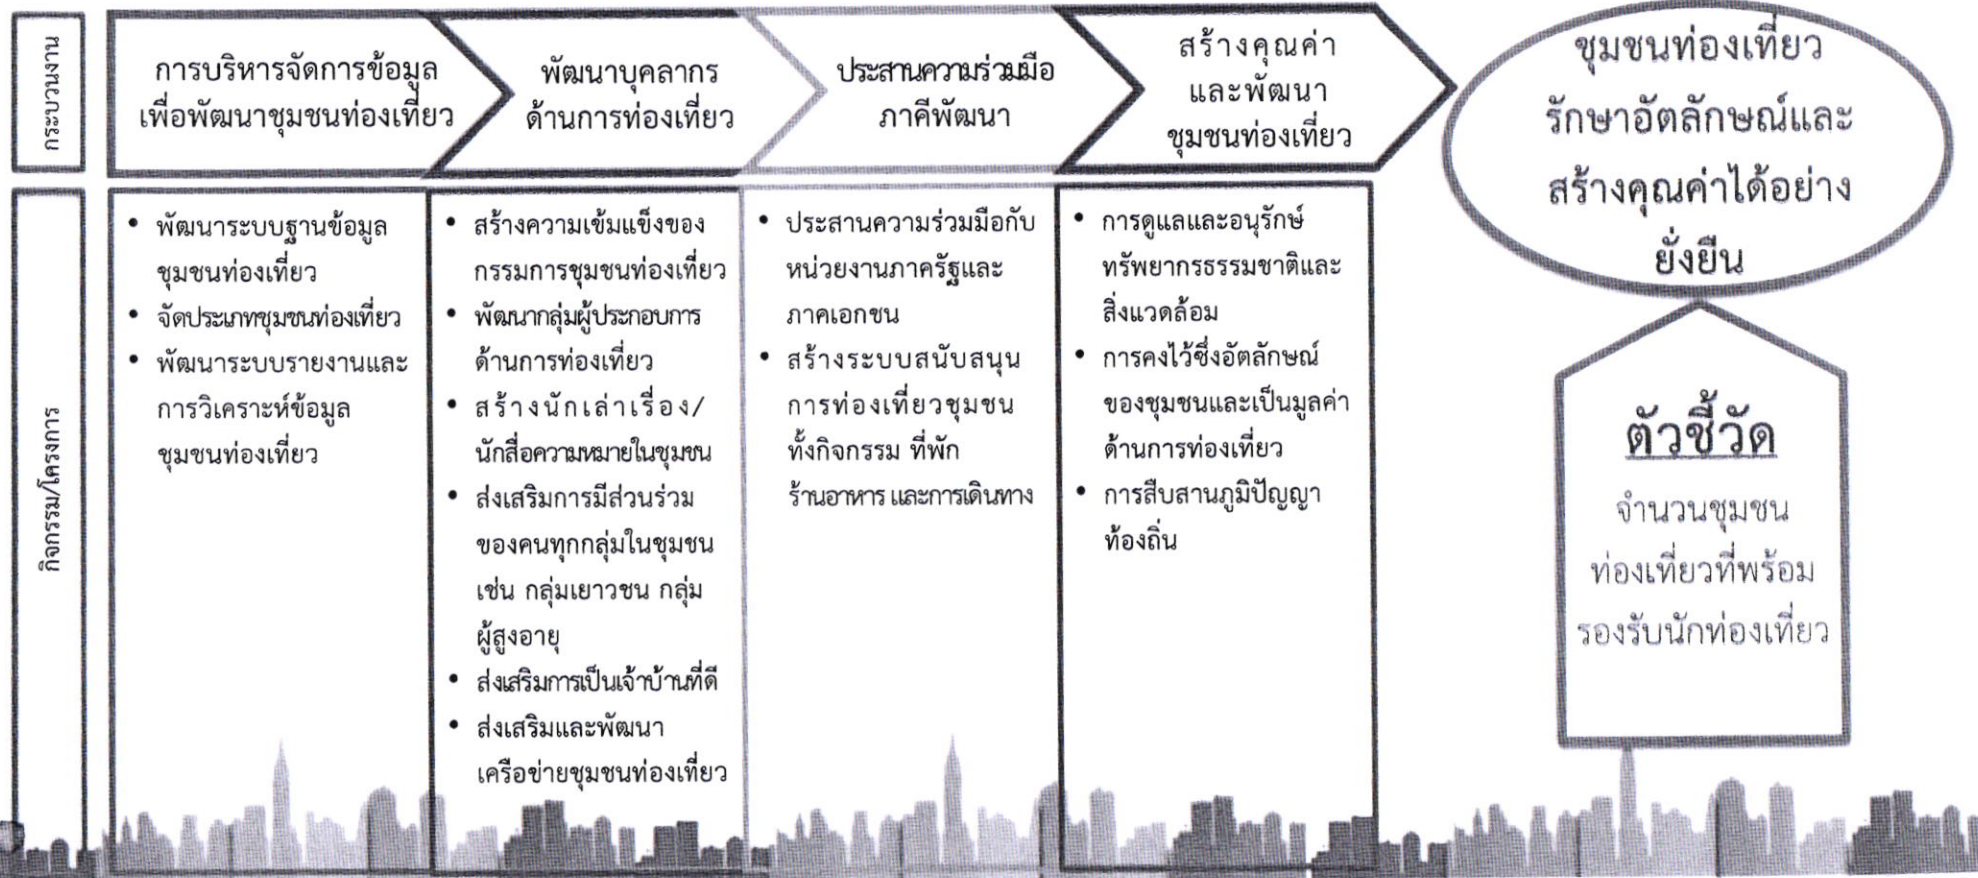 กระบวนงาน
การบริหารจัดการข้อมูล
เพื่อพัฒนาชุมชนท่องเที่ยว
พัฒนาบุคลากร
ด้านการท่องเที่ยว
ประสานความร่วมมือ
ภาคีพัฒนา
สร้างคุณค่า
และพัฒนา
ชุมชนท่องเที่ยว
ชุมชนท่องเที่ยว
รักษาอัตลักษณ์และ
สร้างคุณค่าได้อย่าง
ยั่งยืน
กิจกรรม/โครงการ
• พัฒนาระบบฐานข้อมูล
ชุมชนท่องเที่ยว
• จัดประเภทชุมชนท่องเที่ยว
• พัฒนาระบบรายงานและ
การวิเคราะห์ข้อมูล
ชุมชนท่องเที่ยว
• สร้างความเข้มแข็งของ
กรรมการชุมชนท่องเที่ยว
• พัฒนากลุ่มผู้ประกอบการ
ด้านการท่องเที่ยว
• สร้างนักเล่าเรื่อง/
นักสื่อความหมายในชุมชน
• ส่งเสริมการมีส่วนร่วม
ของคนทุกกลุ่มในชุมชน
เช่น กลุ่มเยาวชน กลุ่ม
ผู้สูงอายุ
• ส่งเสริมการเป็นเจ้าบ้านที่ดี
• ส่งเสริมและพัฒนา
เครือข่ายชุมชนท่องเที่ยว
• ประสานความร่วมมือกับ
หน่วยงานภาครัฐและ
ภาคเอกชน
• สร้างระบบสนับสนุน
การท่องเที่ยวชุมชน
ทั้งกิจกรรม ที่พัก
ร้านอาหาร และการเดินทาง
• การดูแลและอนุรักษ์
ทรัพยากรธรรมชาติและ
สิ่งแวดล้อม
• การคงไว้ซึ่งอัตลักษณ์
ของชุมชนและเป็นมูลค่า
ด้านการท่องเที่ยว
• การสืบสานภูมิปัญญา
ท้องถิ่น
ตัวชี้วัด
จำนวนชุมชน
ท่องเที่ยวที่พร้อม
รองรับนักท่องเที่ยว